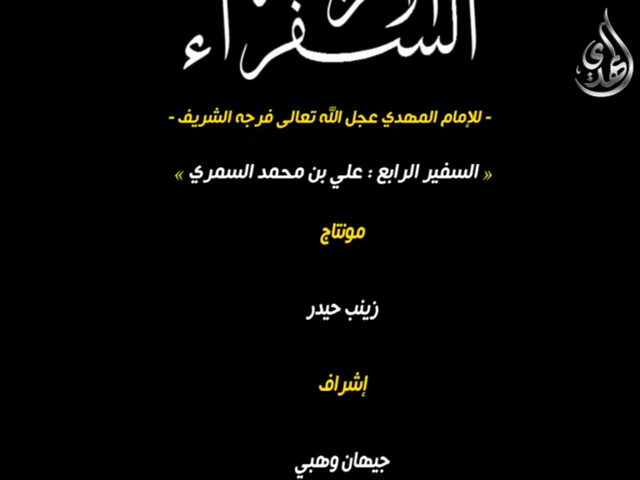 السفراء
- للإمام المهدي عجل الله تعالى فرجه الشريف -
« السفير الرابع : علي بن محمد السمري »
مونتاج
زينب حيدر
إشراف
جيهان وهبي